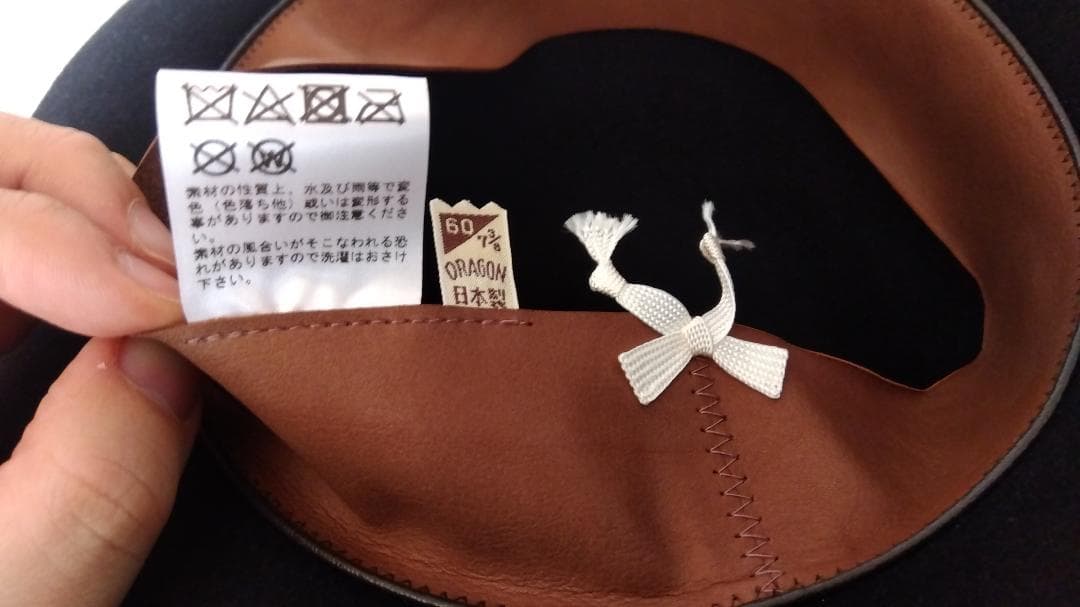 素材の性質上、水及び雨等で変
色（色落ち他）或いは変形する
事がありますので御注意くださ
い。
素材の風合いがそこなわれる恐
れがありますので洗濯はおさけ
下さい。
60
7 3/8
DRAGON
日本製